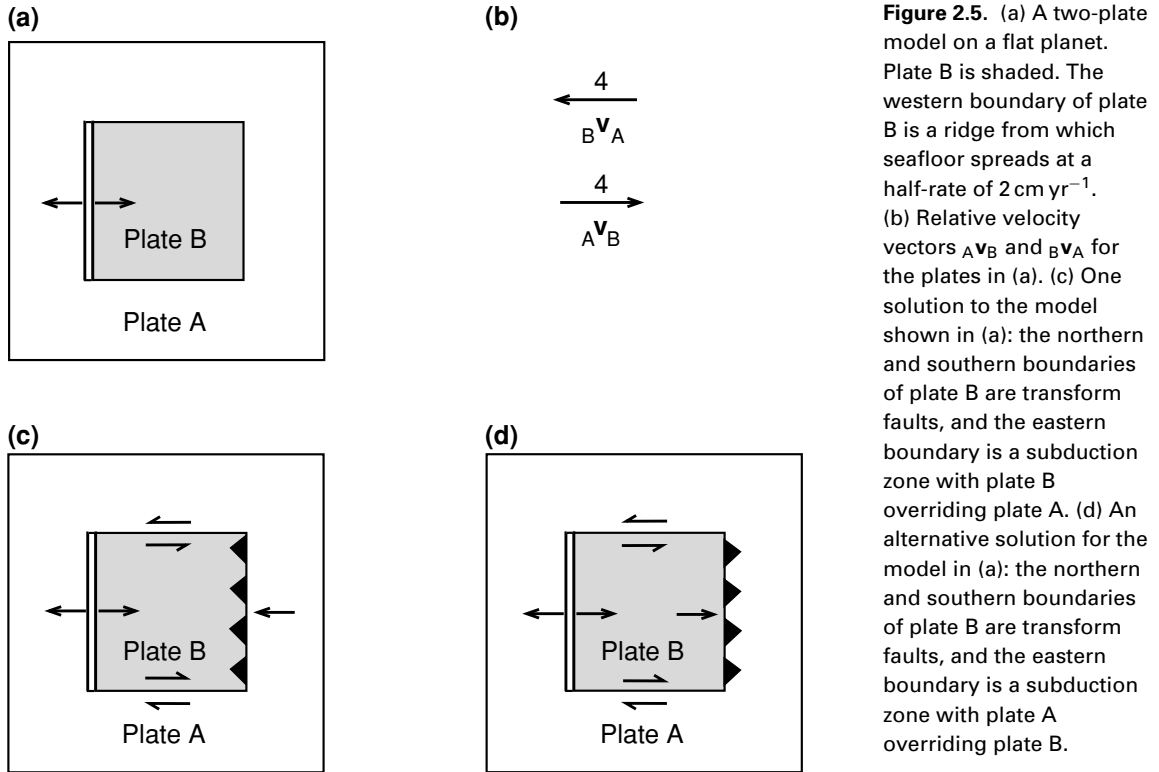 (a)
Plate B
Plate A
(b)
4
BvA
4
AvB
(c)
Plate B
Plate A
(d)
Plate B
Plate A
Figure 2.5. (a) A two-plate
model on a flat planet.
Plate B is shaded. The
western boundary of plate
B is a ridge from which
seafloor spreads at a
half-rate of 2 cm yr−1.
(b) Relative velocity
vectors AvB and BvA for
the plates in (a). (c) One
solution to the model
shown in (a): the northern
and southern boundaries
of plate B are transform
faults, and the eastern
boundary is a subduction
zone with plate B
overriding plate A. (d) An
alternative solution for the
model in (a): the northern
and southern boundaries
of plate B are transform
faults, and the eastern
boundary is a subduction
zone with plate A
overriding plate B.